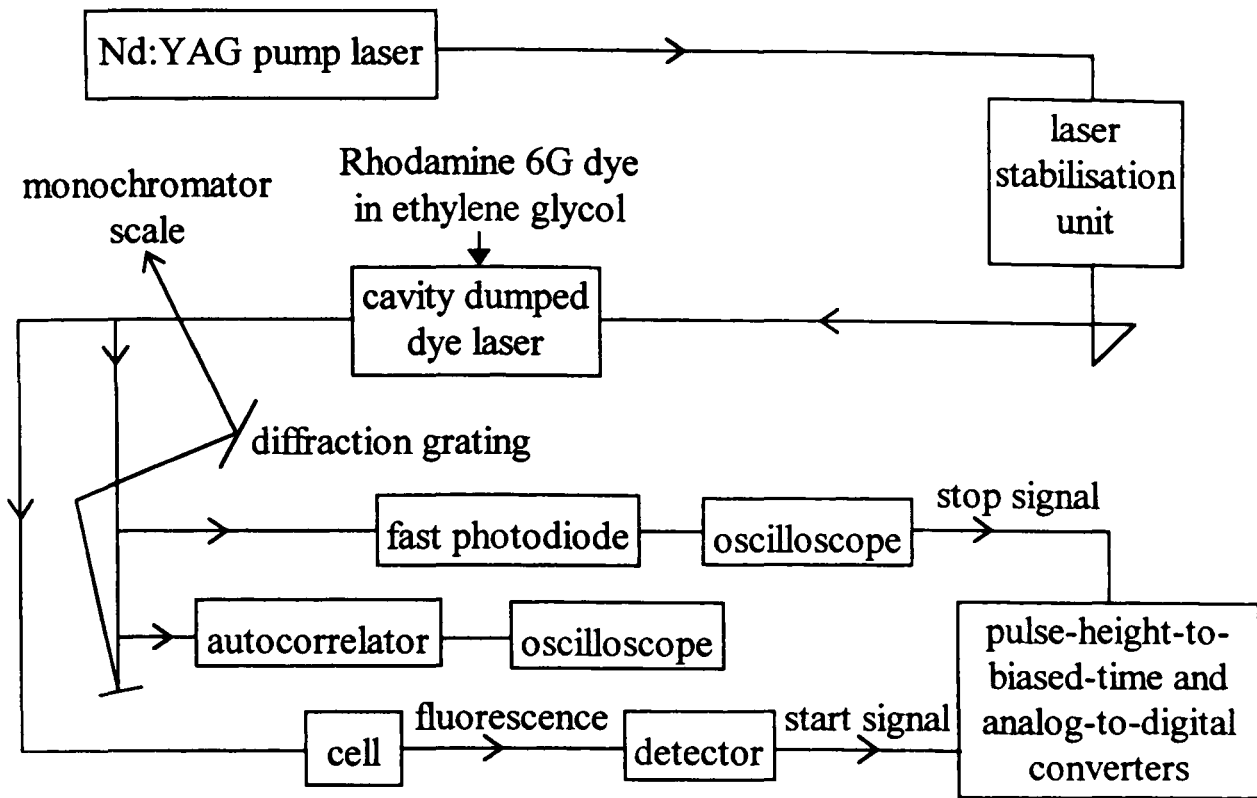 Nd:YAG pump laser
laser
stabilisation
unit
Rhodamine 6G dye
in ethylene glycol
monochromator
scale
cavity dumped
dye laser
diffraction grating
fast photodiode
oscilloscope
stop signal
autocorrelator
oscilloscope
pulse-height-to-
biased-time and
analog-to-digital
converters
cell
fluorescence
detector
start signal